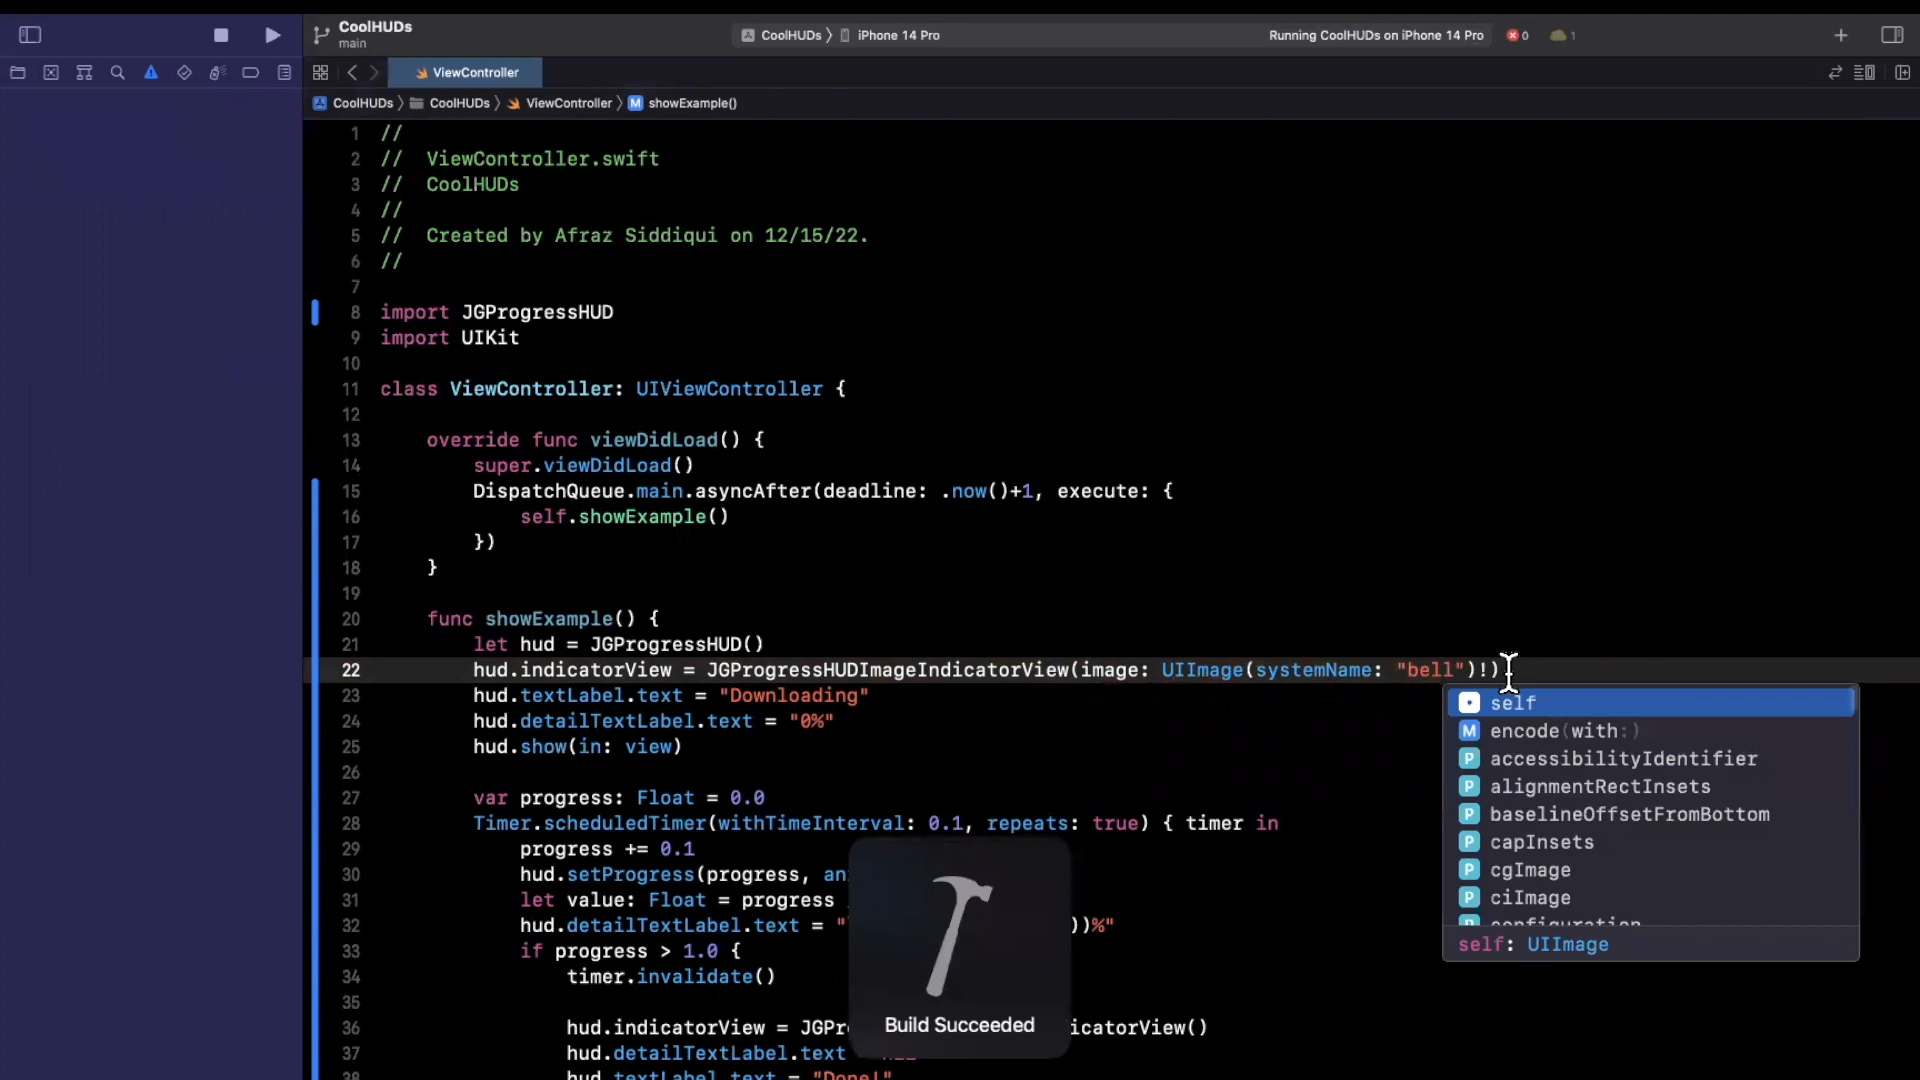 CoolHUDs
main
CoolHUDs 〉 iPhone 14 Pro
Running CoolHUDs on iPhone 14 Pro
0
1
ViewController
CoolHUDs 〉 CoolHUDs 〉 ViewController 〉 M showExample()
1 //
2 //  ViewController.swift
3 //  CoolHUDs
4 //
5 //  Created by Afraz Siddiqui on 12/15/22.
6 //
7
8 import JGProgressHUD
9 import UIKit
10
11 class ViewController: UIViewController {
12
13     override func viewDidLoad() {
14         super.viewDidLoad()
15         DispatchQueue.main.asyncAfter(deadline: .now()+1, execute: {
16             self.showExample()
17         })
18     }
19
20     func showExample() {
21         let hud = JGProgressHUD()
22         hud.indicatorView = JGProgressHUDImageIndicatorView(image: UIImage(systemName: "bell")!)
23         hud.textLabel.text = "Downloading"
24         hud.detailTextLabel.text = "0%"
25         hud.show(in: view)
26
27         var progress: Float = 0.0
28         Timer.scheduledTimer(withTimeInterval: 0.1, repeats: true) { timer in
29             progress += 0.1
30             hud.setProgress(progress, an
31             let value: Float = progress
32             hud.detailTextLabel.text = " ))%"
33             if progress > 1.0 {
34                 timer.invalidate()
35
36                 hud.indicatorView = JGPr icatorView()
37                 hud.detailTextLabel.text
38                 hud.textLabel.text = "Done!"
self
M encode(with:)
P accessibilityIdentifier
P alignmentRectInsets
P baselineOffsetFromBottom
P capInsets
P cgImage
P ciImage
P configuration
self: UIImage
Build Succeeded